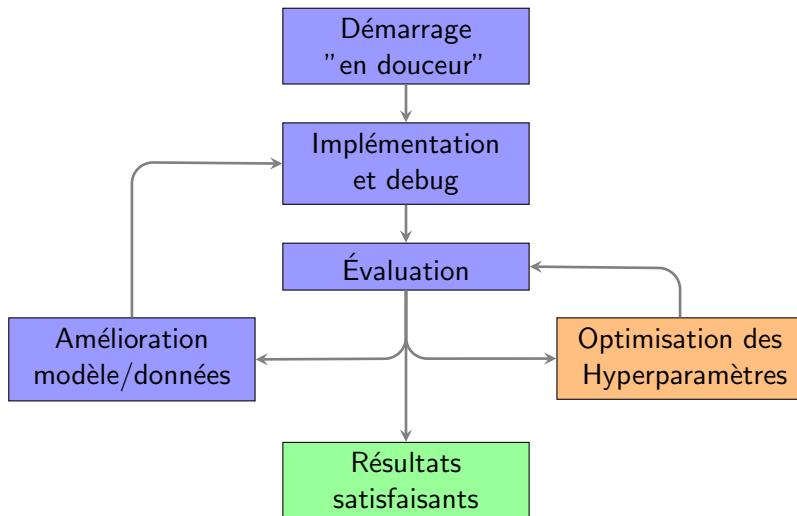 Démarrage
"en douceur"
Implémentation
et debug
Évaluation
Amélioration
modèle/données
Optimisation des
Hyperparamètres
Résultats
satisfaisants